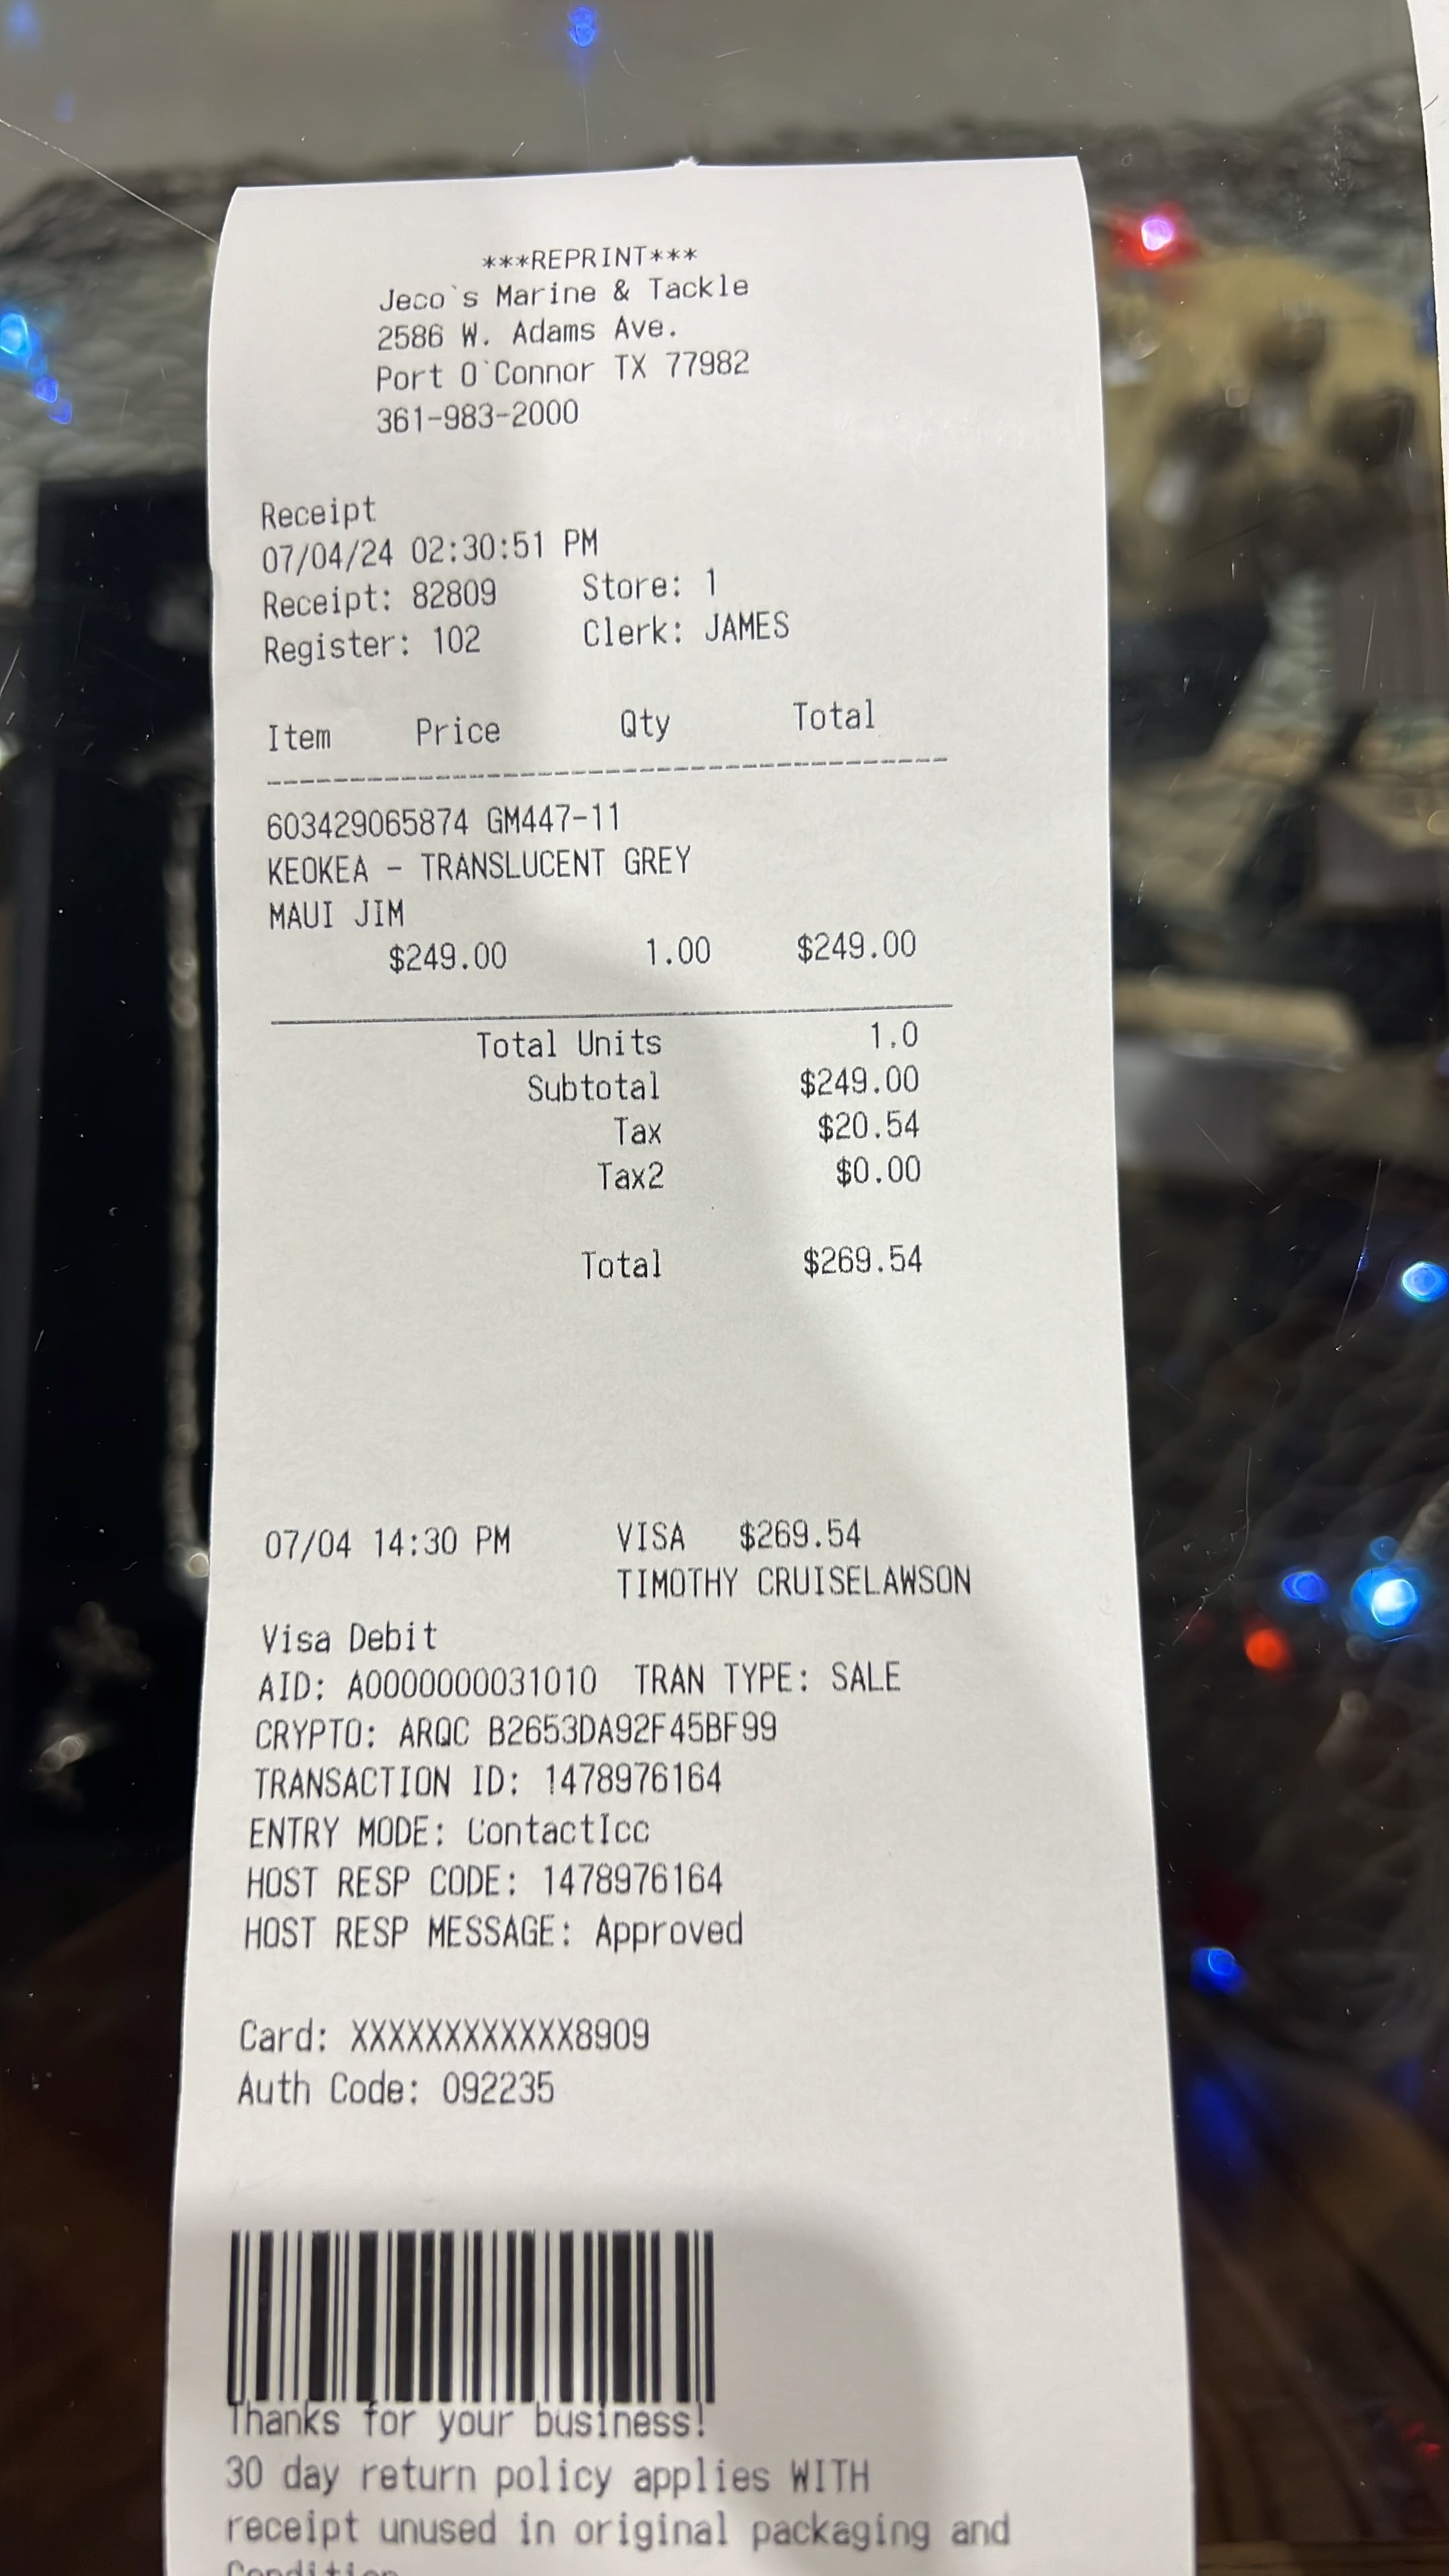 ***REPRINT***
Jeco`s Marine & Tackle
2586 W. Adams Ave.
Port O`Connor TX 77982
361-983-2000
Receipt
07/04/24 02:30:51 PM
Receipt: 82809 Store: 1
Register: 102 Clerk: JAMES
Item Price Qty Total
----------------------------------------
603429065874 GM447-11
KEOKEA - TRANSLUCENT GREY
MAUI JIM
$249.00 1.00 $249.00
Total Units 1.0
Subtotal $249.00
Tax $20.54
Tax2 $0.00
Total $269.54
07/04 14:30 PM VISA $269.54
TIMOTHY CRUISELAWSON
Visa Debit
AID: A0000000031010 TRAN TYPE: SALE
CRYPTO: ARQC B2653DA92F45BF99
TRANSACTION ID: 1478976164
ENTRY MODE: ContactIcc
HOST RESP CODE: 1478976164
HOST RESP MESSAGE: Approved
Card: XXXXXXXXXXXX8909
Auth Code: 092235
Thanks for your business!
30 day return policy applies WITH
receipt unused in original packaging and
Condition